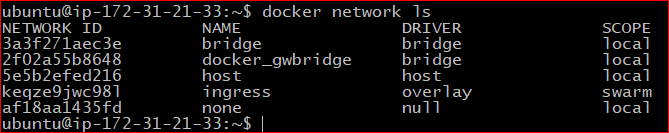 ubuntu@ip-172-31-21-33:~$ docker network ls
NETWORK ID          NAME                DRIVER              SCOPE
3a3f271aec3e        bridge              bridge              local
2f02a55b8648        docker_gwbridge     bridge              local
5e5b2efed216        host                host                local
keqze9jwc98l        ingress             overlay             swarm
af18aa1435fd        none                null                local
ubuntu@ip-172-31-21-33:~$